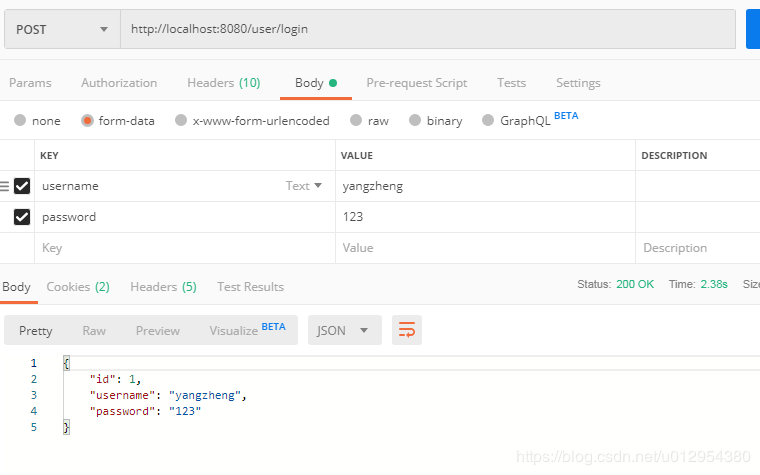 POST http://localhost:8080/user/login
Params Authorization Headers (10) Body Pre-request Script Tests Settings
none form-data x-www-form-urlencoded raw binary GraphQL BETA
KEY VALUE DESCRIPTION
username Text yangzheng
password 123
Key Value Description
Body Cookies (2) Headers (5) Test Results Status: 200 OK Time: 2.38s Siz
Pretty Raw Preview Visualize BETA JSON
1 {
2 "id": 1,
3 "username": "yangzheng",
4 "password": "123"
5 }
https://blog.csdn.net/u012954380